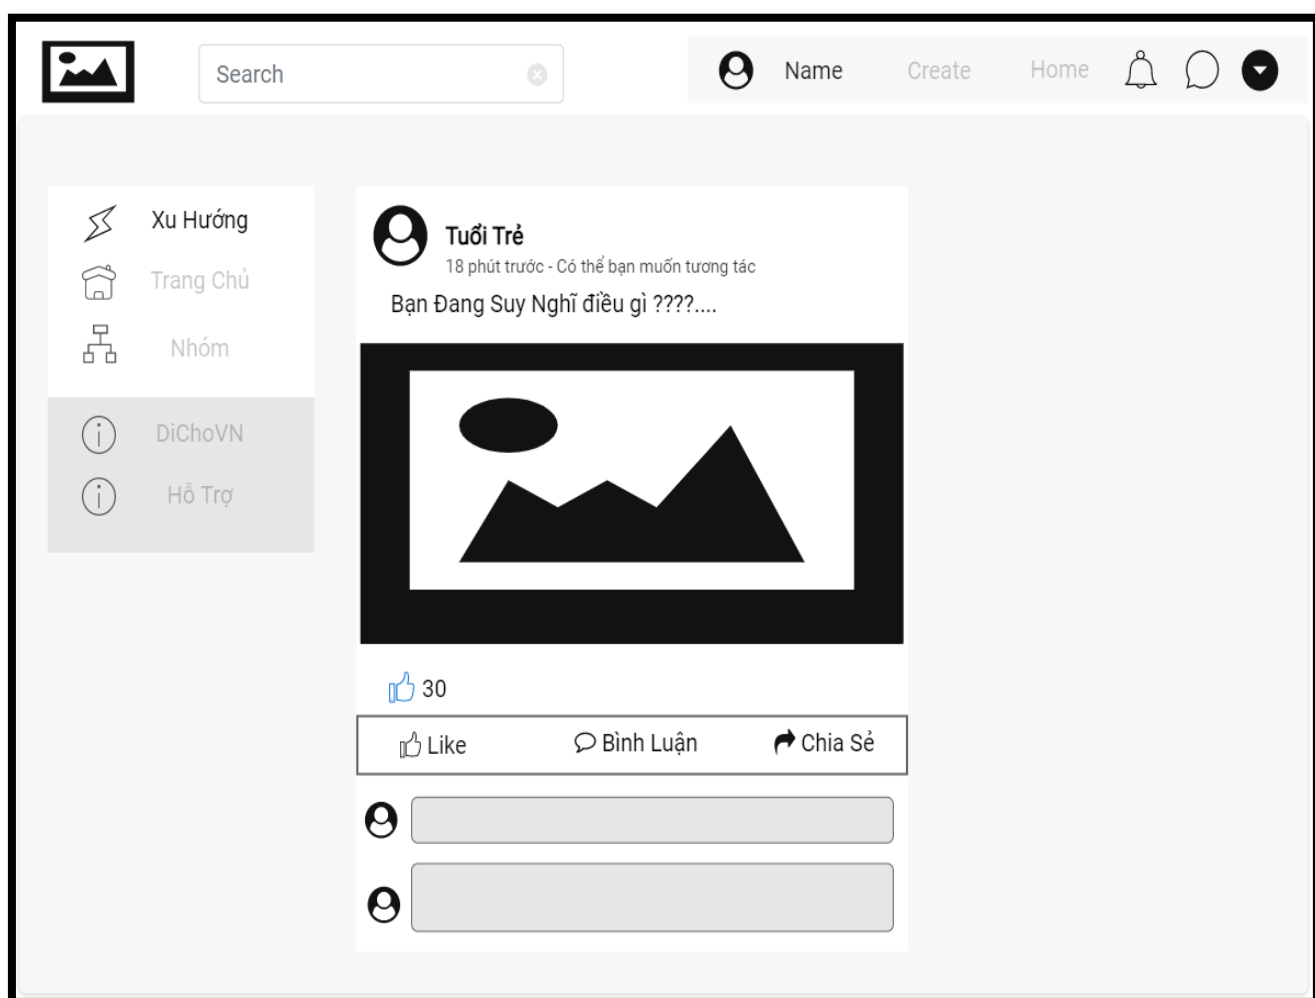 Search
Name Create Home
Xu Hướng
Trang Chủ
Nhóm
DiChoVN
Hỗ Trợ
Tuổi Trẻ
18 phút trước - Có thể bạn muốn tương tác
Bạn Đang Suy Nghĩ điều gì ????....
30
Like Bình Luận Chia Sẻ